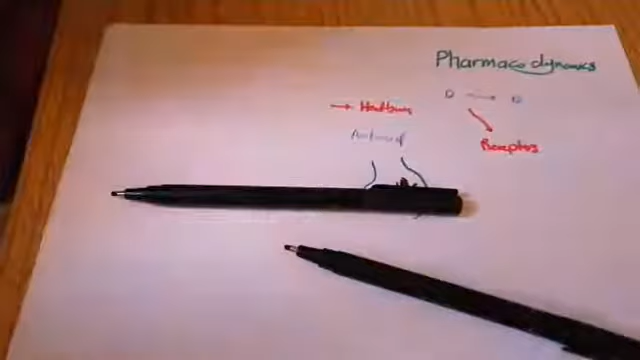 Pharmacodynamics
D → D
→ Heartburn
Receptors